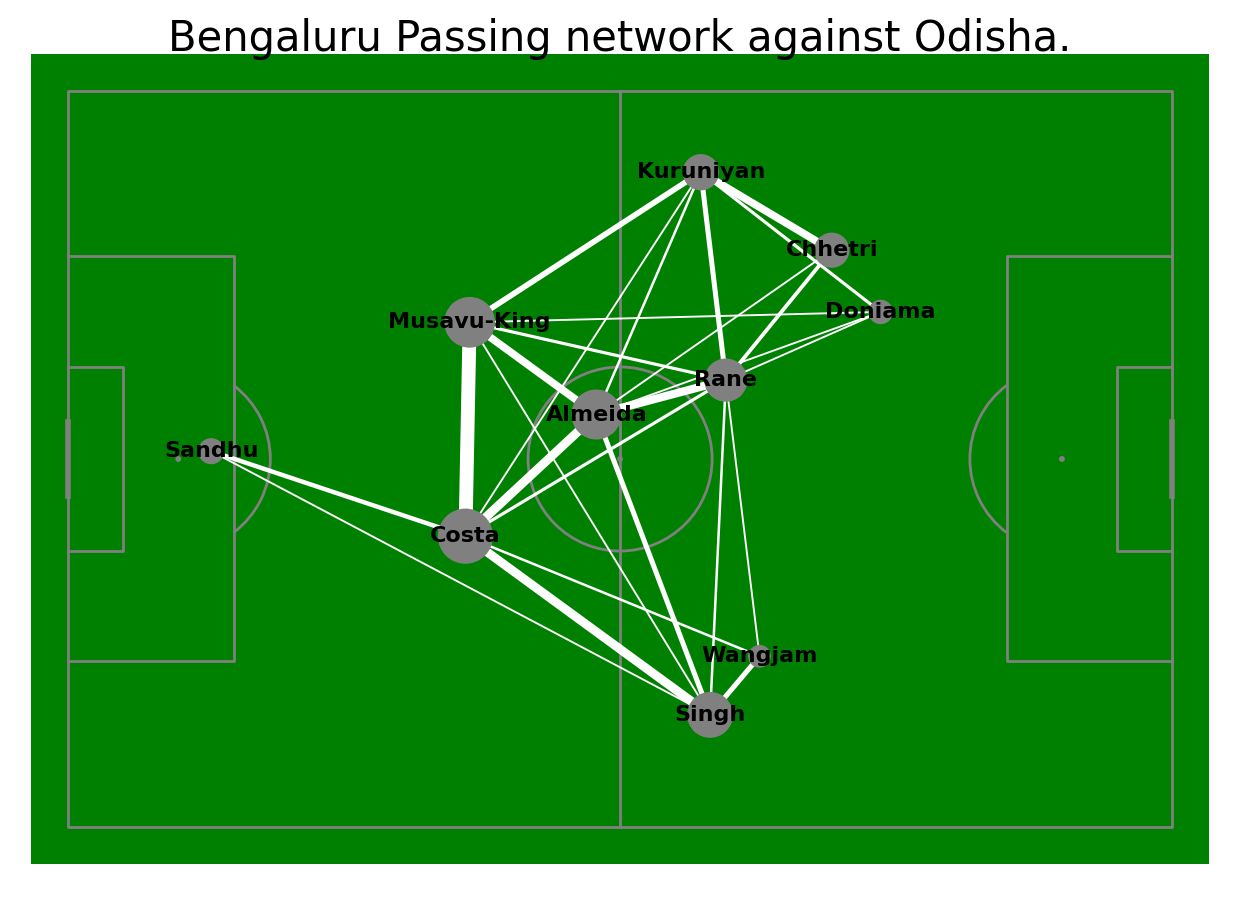 Bengaluru Passing network against Odisha.
Kuruniyan
Chhetri
Doniama
Musavu-King
Rane
Almeida
Sandhu
Costa
Wangjam
Singh